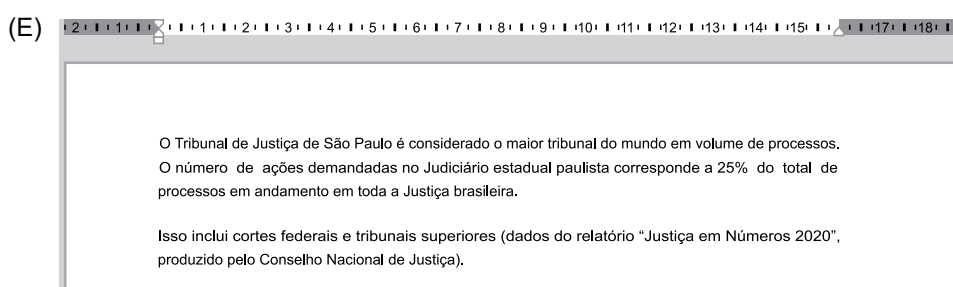 (E)
2 1 1 2 3 4 5 6 7 8 9 10 11 12 13 14 15 17 18
O Tribunal de Justiça de São Paulo é considerado o maior tribunal do mundo em volume de processos.
O número de ações demandadas no Judiciário estadual paulista corresponde a 25% do total de
processos em andamento em toda a Justiça brasileira.
Isso inclui cortes federais e tribunais superiores (dados do relatório “Justiça em Números 2020”,
produzido pelo Conselho Nacional de Justiça).